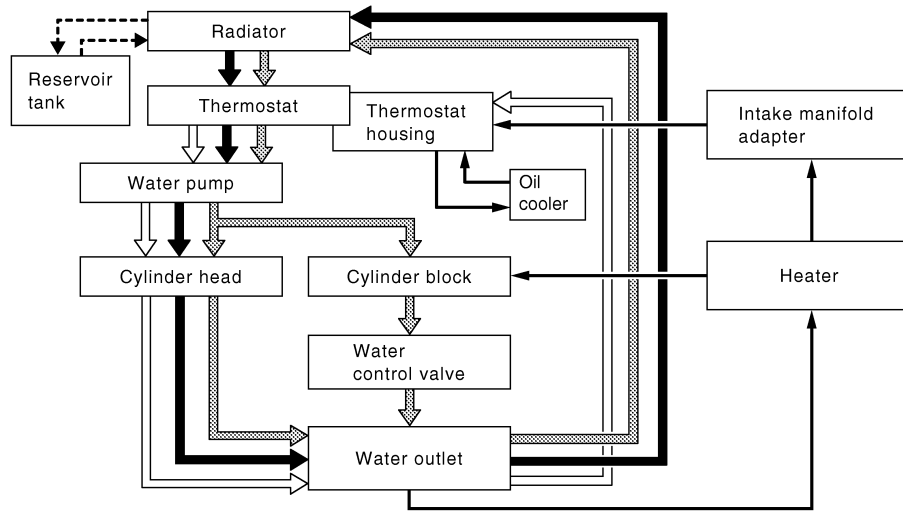 Radiator
Reservoir
tank
Thermostat
Thermostat
housing
Intake manifold
adapter
Water pump
Oil
cooler
Cylinder head
Cylinder block
Heater
Water
control valve
Water outlet